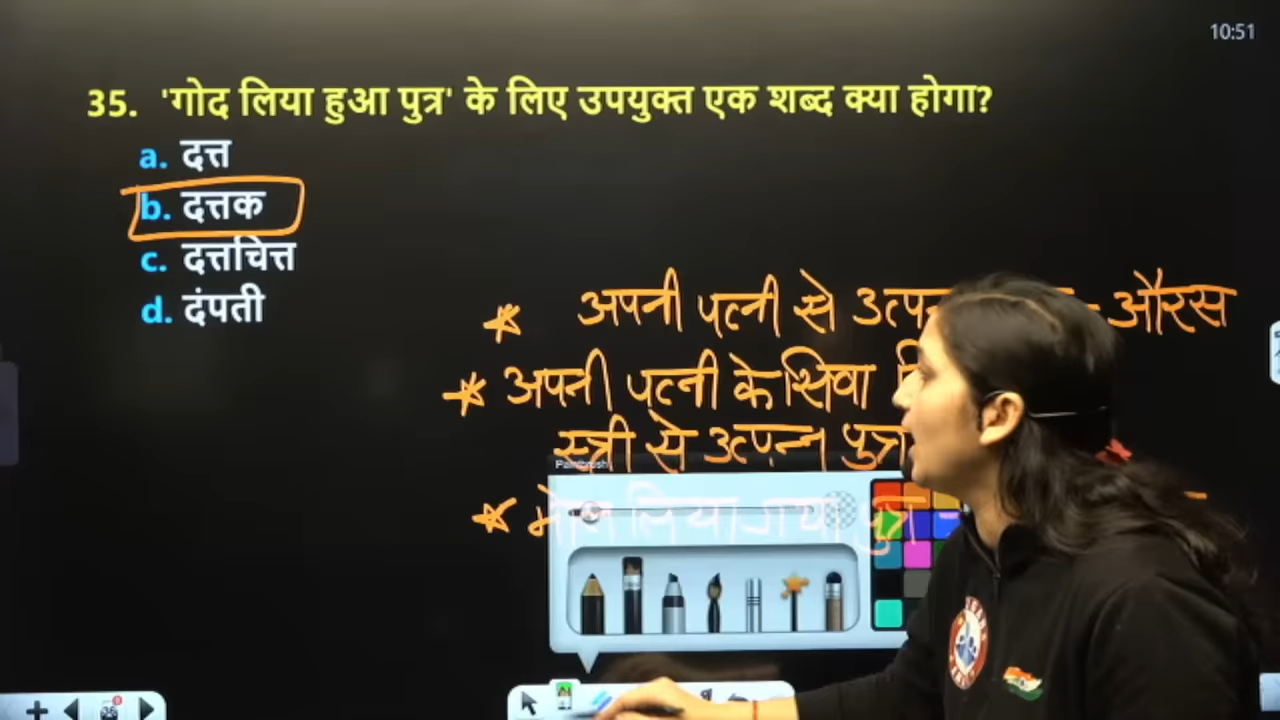 10:51
35. 'गोद लिया हुआ पुत्र' के लिए उपयुक्त एक शब्द क्या होगा?
a. दत्त
b. दत्तक
c. दत्तचित्त
d. दंपती
* अपनी पत्नी से - औरस
* अपनी पत्नी के सिवा
स्त्री से उत्पन्न पुत्र
* मोल लिया गया पुत्र